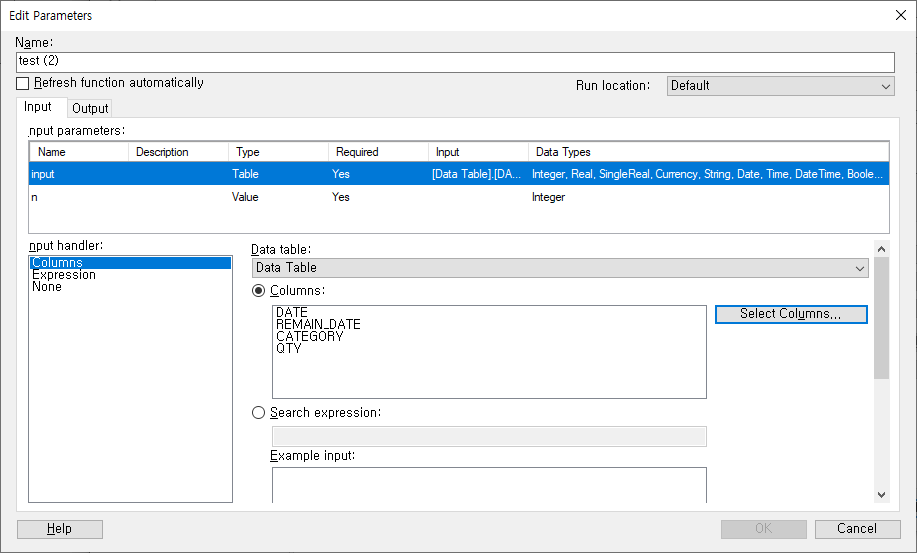 Edit Parameters
Name:
test (2)
Refresh function automatically
Run location:
Default
Input
Output
nput parameters:
Name Description Type Required Input Data Types
input Table Yes [Data Table].[DA... Integer, Real, SingleReal, Currency, String, Date, Time, DateTime, Boole...
n Value Yes Integer
nput handler:
Columns
Expression
None
Data table:
Data Table
Columns:
DATE
REMAIN_DATE
CATEGORY
QTY
Select Columns...
Search expression:
Example input:
Help
OK
Cancel